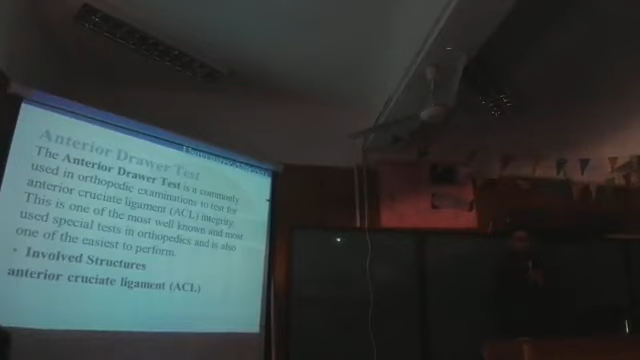 Anterior Drawer Test
The Anterior Drawer Test is a commonly
used in orthopedic examinations to test for
anterior cruciate ligament (ACL) integrity.
This is one of the most well known and most
used special tests in orthopedics and is also
one of the easiest to perform.
• Involved Structures
anterior cruciate ligament (ACL)